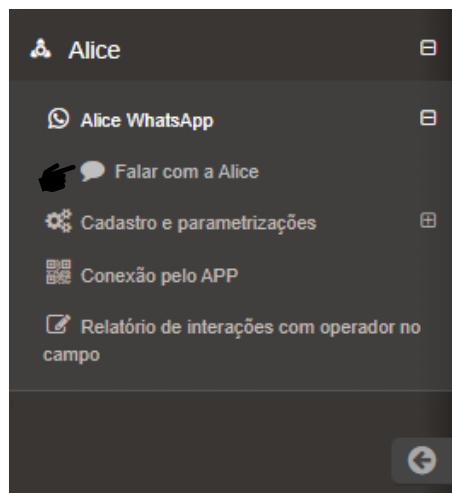 Alice
Alice WhatsApp
Falar com a Alice
Cadastro e parametrizações
Conexão pelo APP
Relatório de interações com operador no
campo